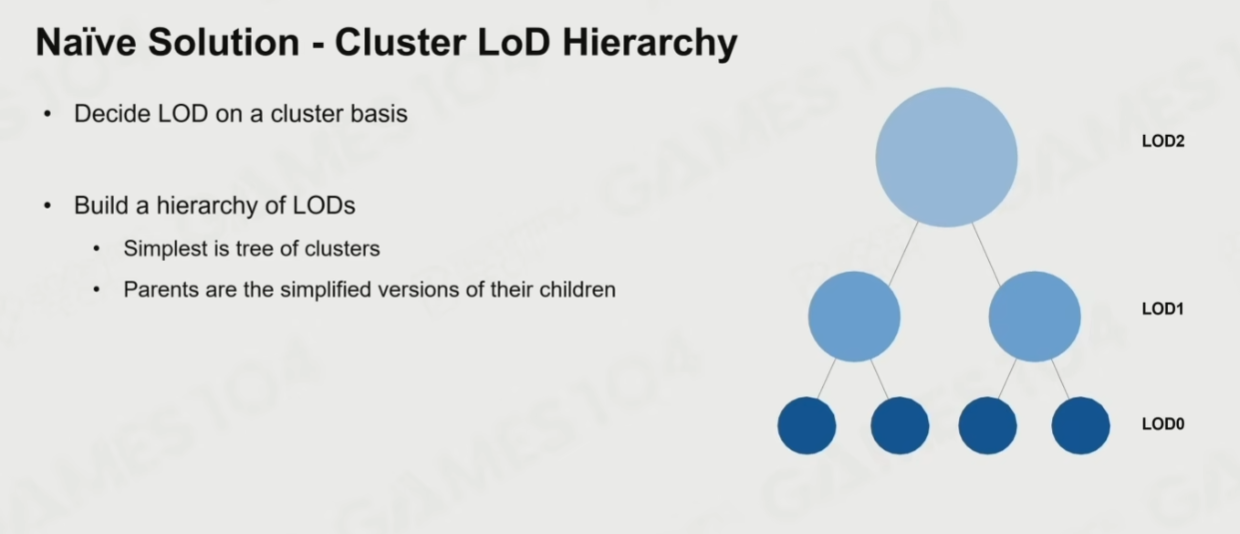 Naïve Solution - Cluster LoD Hierarchy
• Decide LOD on a cluster basis
• Build a hierarchy of LODs
• Simplest is tree of clusters
• Parents are the simplified versions of their children
LOD2
LOD1
LOD0
GAMES104